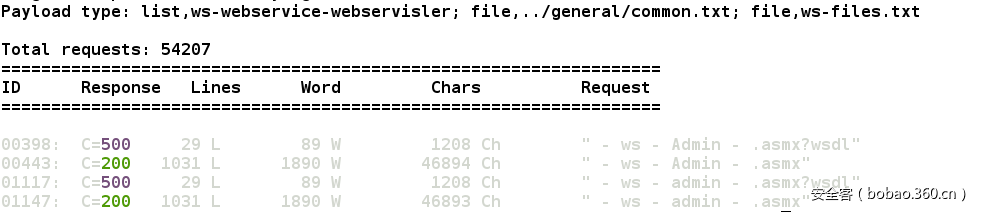 Payload type: list,ws-webservice-webservisler; file,../general/common.txt; file,ws-files.txt
Total requests: 54207
==================================================================
ID Response Lines Word Chars Request
==================================================================
00398: C=500 29 L 89 W 1208 Ch " - ws - Admin - .asmx?wsdl"
00443: C=200 1031 L 1890 W 46894 Ch " - ws - Admin - .asmx"
01117: C=500 29 L 89 W 1208 Ch " - ws - admin - .asmx?wsdl"
01147: C=200 1031 L 1890 W 46893 Ch " - ws - admin - .asmx"
安全客（bobao.360.cn）